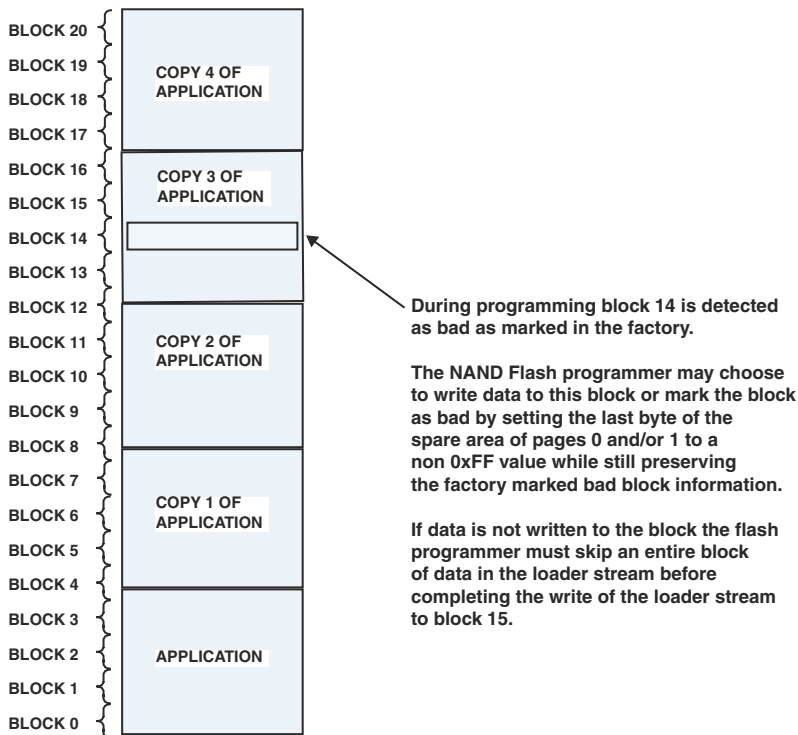 BLOCK 20
BLOCK 19
BLOCK 18
BLOCK 17
BLOCK 16
BLOCK 15
BLOCK 14
BLOCK 13
BLOCK 12
BLOCK 11
BLOCK 10
BLOCK 9
BLOCK 8
BLOCK 7
BLOCK 6
BLOCK 5
BLOCK 4
BLOCK 3
BLOCK 2
BLOCK 1
BLOCK 0
COPY 4 OF
APPLICATION
COPY 3 OF
APPLICATION
COPY 2 OF
APPLICATION
COPY 1 OF
APPLICATION
APPLICATION
During programming block 14 is detected
as bad as marked in the factory.
The NAND Flash programmer may choose
to write data to this block or mark the block
as bad by setting the last byte of the
spare area of pages 0 and/or 1 to a
non 0xFF value while still preserving
the factory marked bad block information.
If data is not written to the block the flash
programmer must skip an entire block
of data in the loader stream before
completing the write of the loader stream
to block 15.